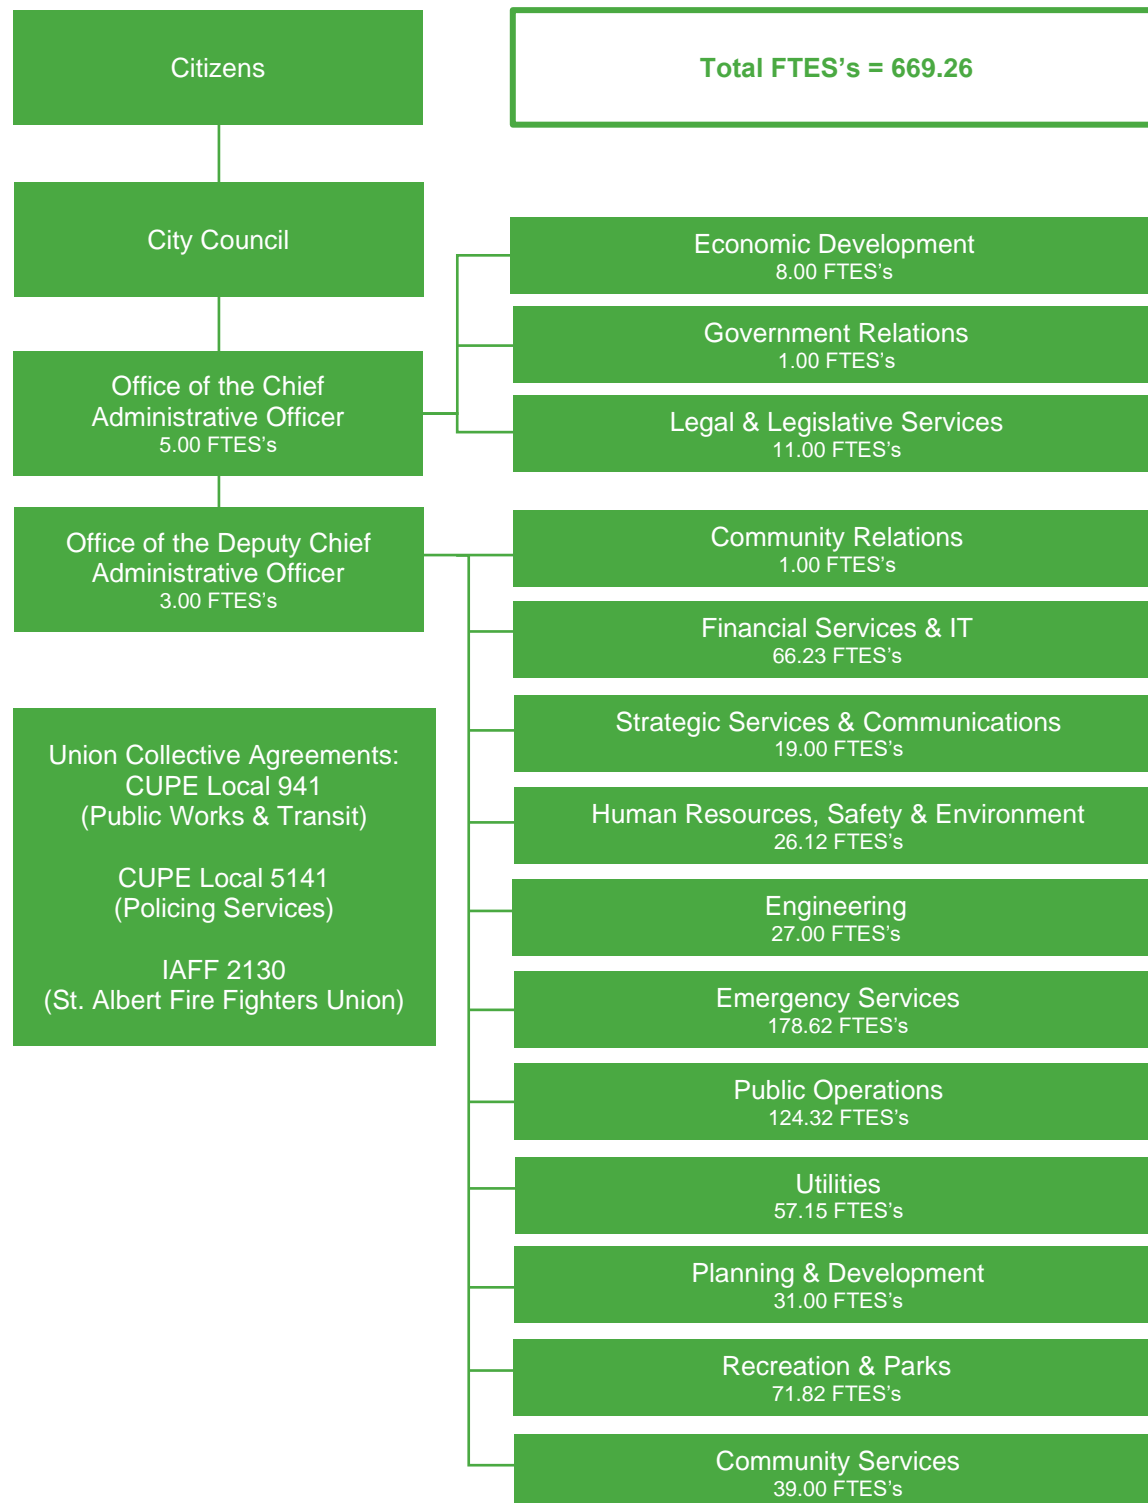 Citizens
Total FTES’s = 669.26
City Council
Economic Development
8.00 FTES’s
Government Relations
1.00 FTES’s
Office of the Chief
Administrative Officer
5.00 FTES’s
Legal & Legislative Services
11.00 FTES’s
Office of the Deputy Chief
Administrative Officer
3.00 FTES’s
Community Relations
1.00 FTES’s
Financial Services & IT
66.23 FTES’s
Strategic Services & Communications
19.00 FTES’s
Human Resources, Safety & Environment
26.12 FTES’s
Engineering
27.00 FTES’s
Emergency Services
178.62 FTES’s
Public Operations
124.32 FTES’s
Utilities
57.15 FTES’s
Planning & Development
31.00 FTES’s
Recreation & Parks
71.82 FTES’s
Community Services
39.00 FTES’s
Union Collective Agreements:
CUPE Local 941
(Public Works & Transit)
CUPE Local 5141
(Policing Services)
IAFF 2130
(St. Albert Fire Fighters Union)